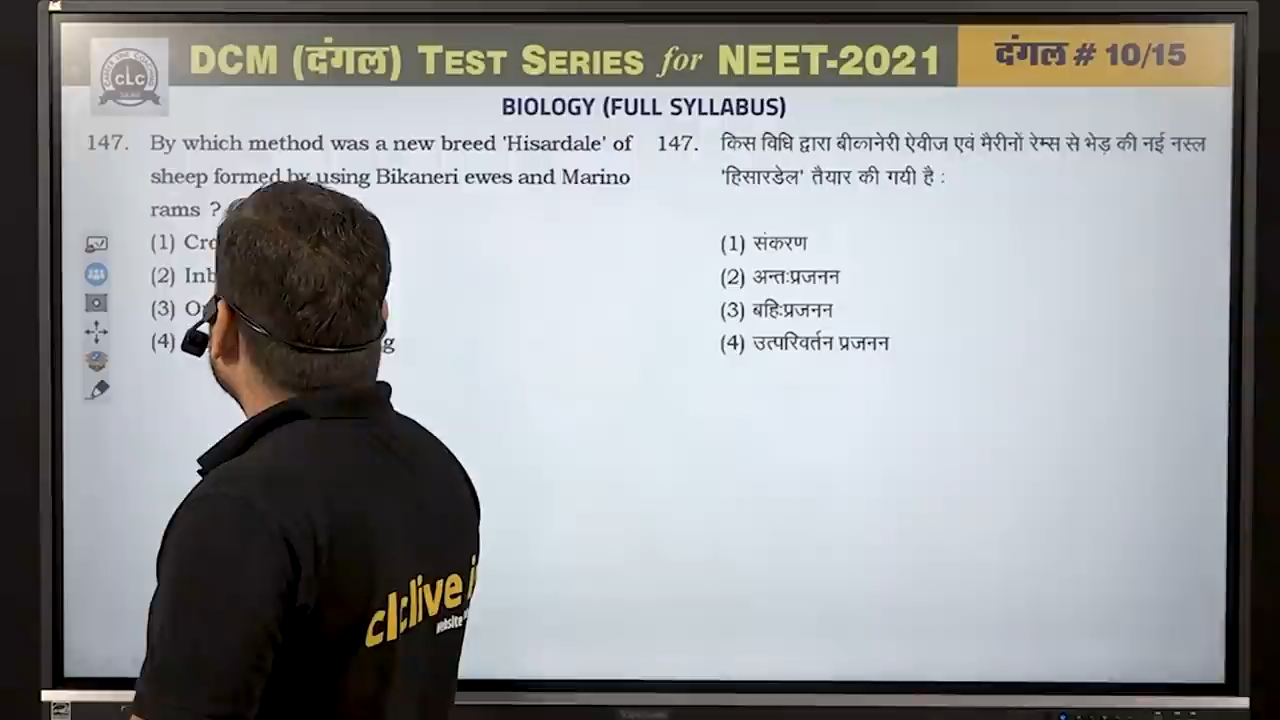 CLC
DCM (दंगल) TEST SERIES for NEET-2021
दंगल # 10/15
BIOLOGY (FULL SYLLABUS)
147. By which method was a new breed 'Hisardale' of
sheep formed by using Bikaneri ewes and Marino
rams ?
(1)
(2)
(3)
(4)
147. किस विधि द्वारा बीकानेरी ऐवीज एवं मैरीनों रेम्स से भेड़ की नई नस्ल
'हिसारडेल' तैयार की गयी है :
(1) संकरण
(2) अन्तःप्रजनन
(3) बहिःप्रजनन
(4) उत्परिवर्तन प्रजनन
clclive
website